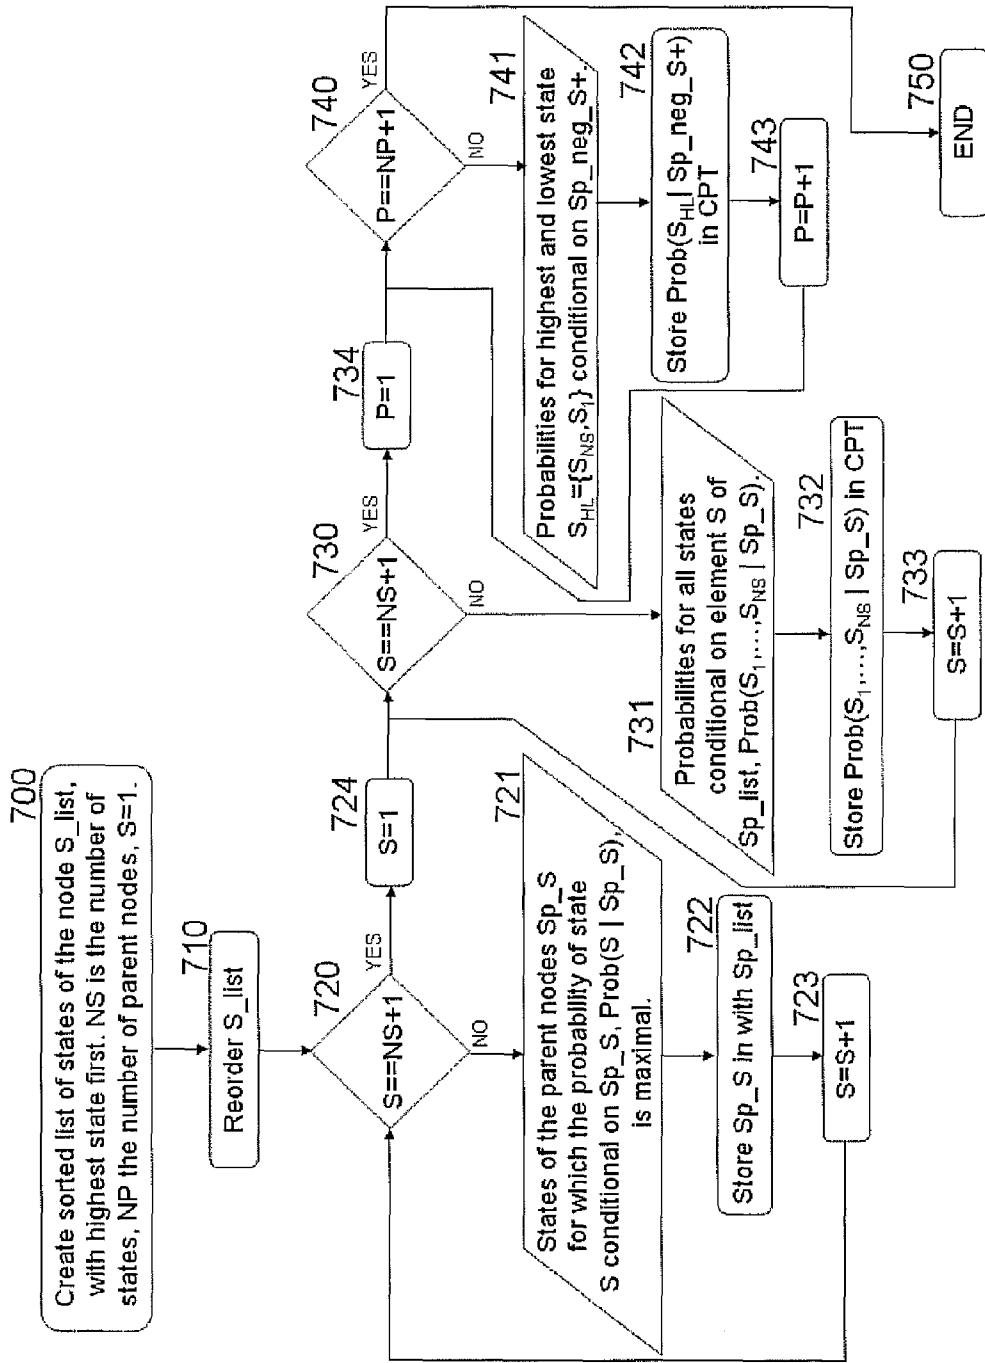 700
Create sorted list of states of the node S_list,
with highest state first. NS is the number of
states, NP the number of parent nodes, S=1.
710
Reorder S_list
720
S==NS+1
YES
NO
721
States of the parent nodes Sp_S
for which the probability of state
S conditional on Sp_S, Prob(S | Sp_S),
is maximal.
722
Store Sp_S in with Sp_list
723
S=S+1
724
S=1
730
S==NS+1
YES
NO
731
Probabilities for all states
conditional on element S of
Sp_list, Prob(S₁,...,S_NS | Sp_S).
732
Store Prob(S₁,...,S_NS | Sp_S) in CPT
733
S=S+1
734
P=1
740
P==NP+1
YES
NO
741
Probabilities for highest and lowest state
S_HL={S_NS,S₁} conditional on Sp_neg_S+.
742
Store Prob(S_HL| Sp_neg_S+)
in CPT
743
P=P+1
750
END